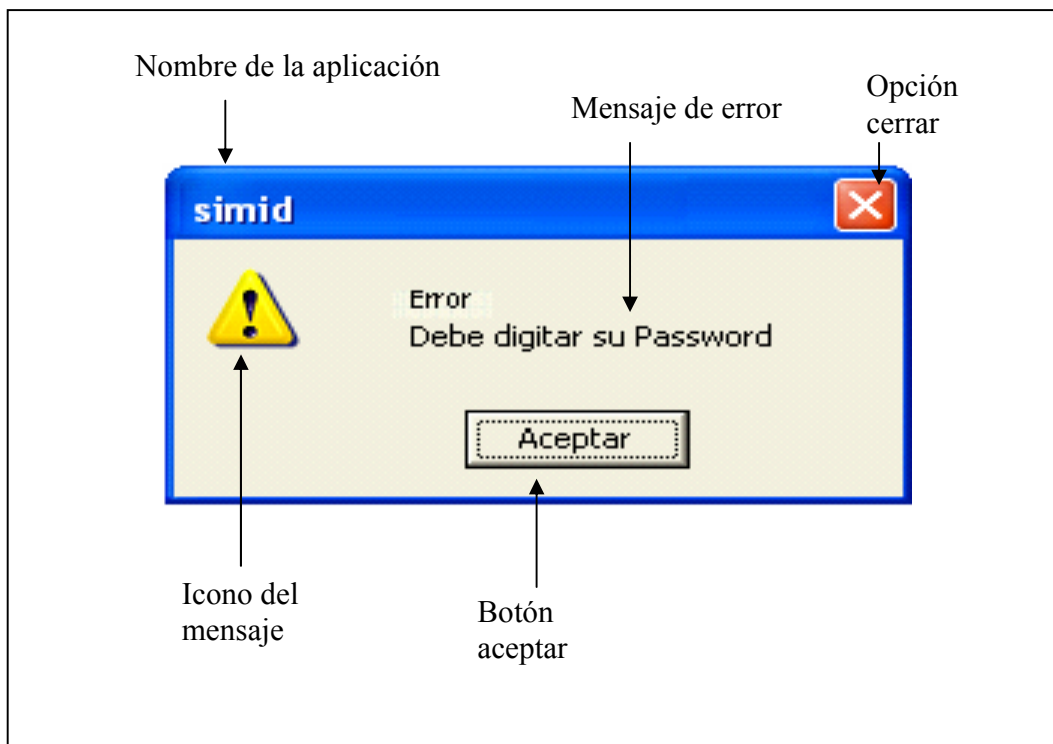 Nombre de la aplicación
Mensaje de error
Opción
cerrar
simid
Error
Debe digitar su Password
Aceptar
Icono del
mensaje
Botón
aceptar